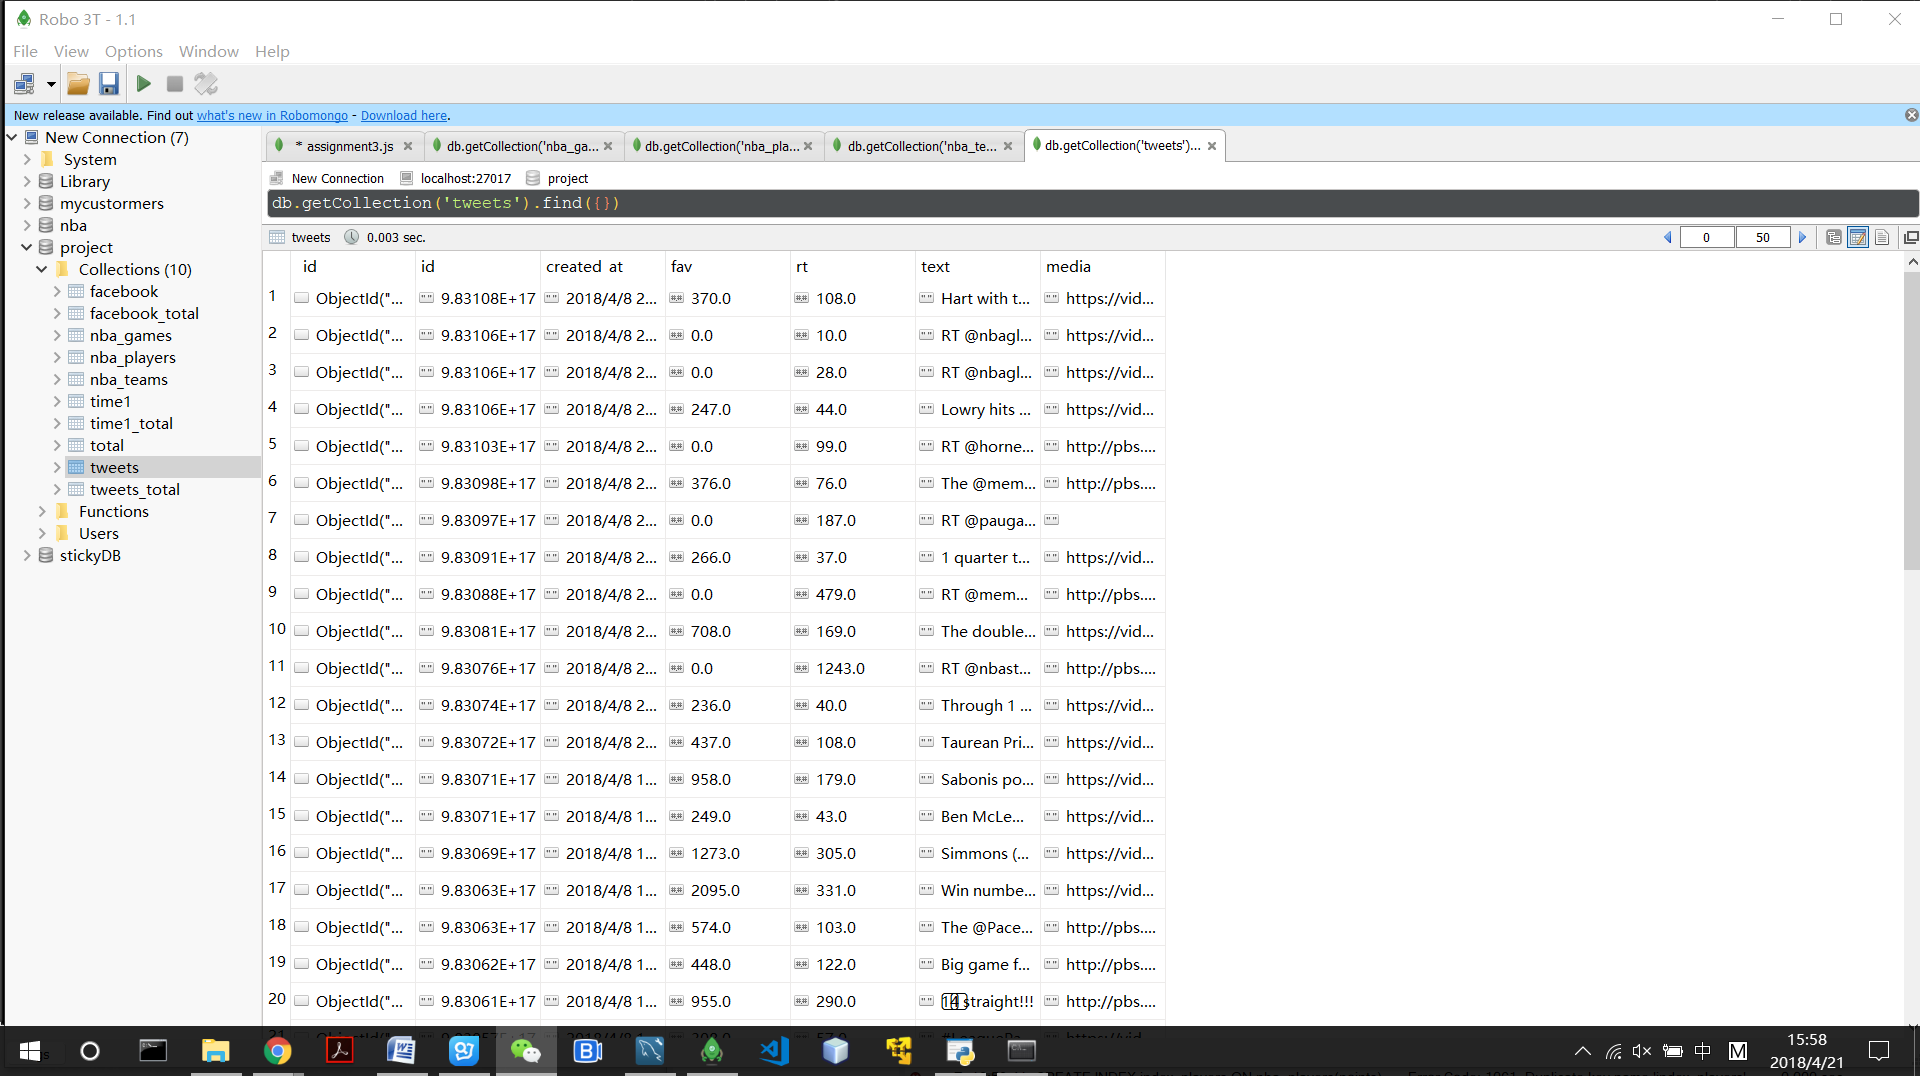 Robo 3T - 1.1
File View Options Window Help
New release available. Find out what's new in Robomongo - Download here.
New Connection (7)
System
Library
mycustormers
nba
project
Collections (10)
facebook
facebook_total
nba_games
nba_players
nba_teams
time1
time1_total
total
tweets
tweets_total
Functions
Users
stickyDB
* assignment3.js db.getCollection('nba_ga... db.getCollection('nba_pla... db.getCollection('nba_te... db.getCollection('tweets')...
New Connection localhost:27017 project
db.getCollection('tweets').find({})
tweets 0.003 sec. 0 50
id id created at fav rt text media
1 ObjectId("... 9.83108E+17 2018/4/8 2... 370.0 108.0 Hart with t... https://vid...
2 ObjectId("... 9.83106E+17 2018/4/8 2... 0.0 10.0 RT @nbagl... https://vid...
3 ObjectId("... 9.83106E+17 2018/4/8 2... 0.0 28.0 RT @nbagl... https://vid...
4 ObjectId("... 9.83106E+17 2018/4/8 2... 247.0 44.0 Lowry hits ... https://vid...
5 ObjectId("... 9.83103E+17 2018/4/8 2... 0.0 99.0 RT @horne... http://pbs....
6 ObjectId("... 9.83098E+17 2018/4/8 2... 376.0 76.0 The @mem... http://pbs....
7 ObjectId("... 9.83097E+17 2018/4/8 2... 0.0 187.0 RT @pauga...
8 ObjectId("... 9.83091E+17 2018/4/8 2... 266.0 37.0 1 quarter t... https://vid...
9 ObjectId("... 9.83088E+17 2018/4/8 2... 0.0 479.0 RT @mem... http://pbs....
10 ObjectId("... 9.83081E+17 2018/4/8 2... 708.0 169.0 The double... https://vid...
11 ObjectId("... 9.83076E+17 2018/4/8 2... 0.0 1243.0 RT @nbast... http://pbs....
12 ObjectId("... 9.83074E+17 2018/4/8 2... 236.0 40.0 Through 1 ... https://vid...
13 ObjectId("... 9.83072E+17 2018/4/8 2... 437.0 108.0 Taurean Pri... https://vid...
14 ObjectId("... 9.83071E+17 2018/4/8 1... 958.0 179.0 Sabonis po... https://vid...
15 ObjectId("... 9.83071E+17 2018/4/8 1... 249.0 43.0 Ben McLe... https://vid...
16 ObjectId("... 9.83069E+17 2018/4/8 1... 1273.0 305.0 Simmons (... https://vid...
17 ObjectId("... 9.83063E+17 2018/4/8 1... 2095.0 331.0 Win numbe... https://vid...
18 ObjectId("... 9.83063E+17 2018/4/8 1... 574.0 103.0 The @Pace... http://pbs....
19 ObjectId("... 9.83062E+17 2018/4/8 1... 448.0 122.0 Big game f... http://pbs....
20 ObjectId("... 9.83061E+17 2018/4/8 1... 955.0 290.0 straight!!! http://pbs....
中 M
15:58
2018/4/21